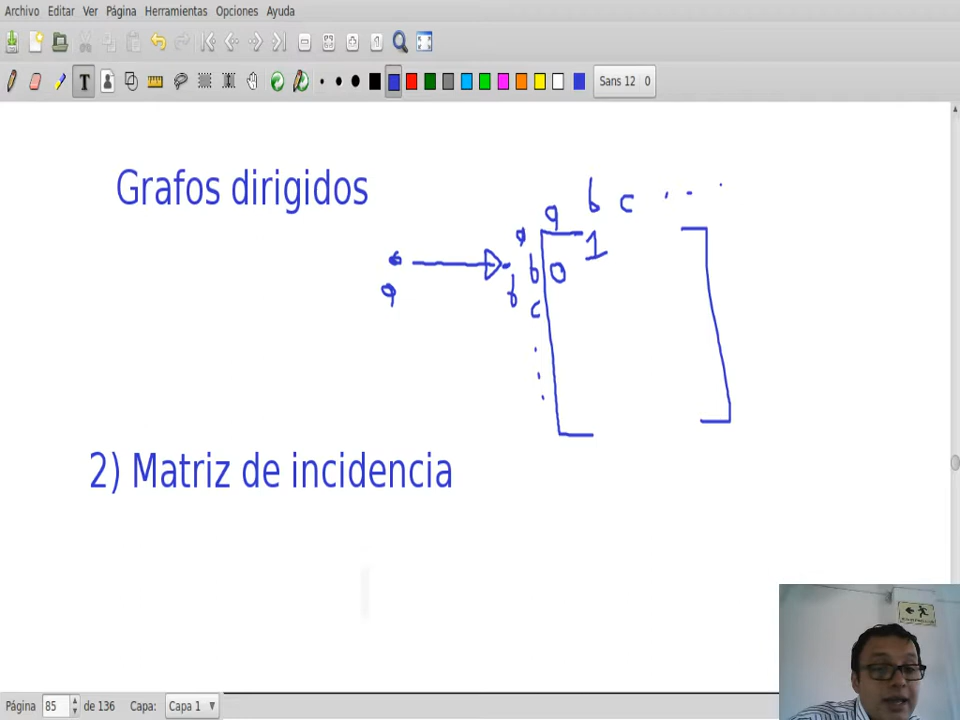 Archivo Editar Ver Página Herramientas Opciones Ayuda
T
Sans 12 0
Grafos dirigidos
a b c . . .
a 1
b 0
c
a
b
2) Matriz de incidencia
Página 85 de 136 Capa: Capa 1